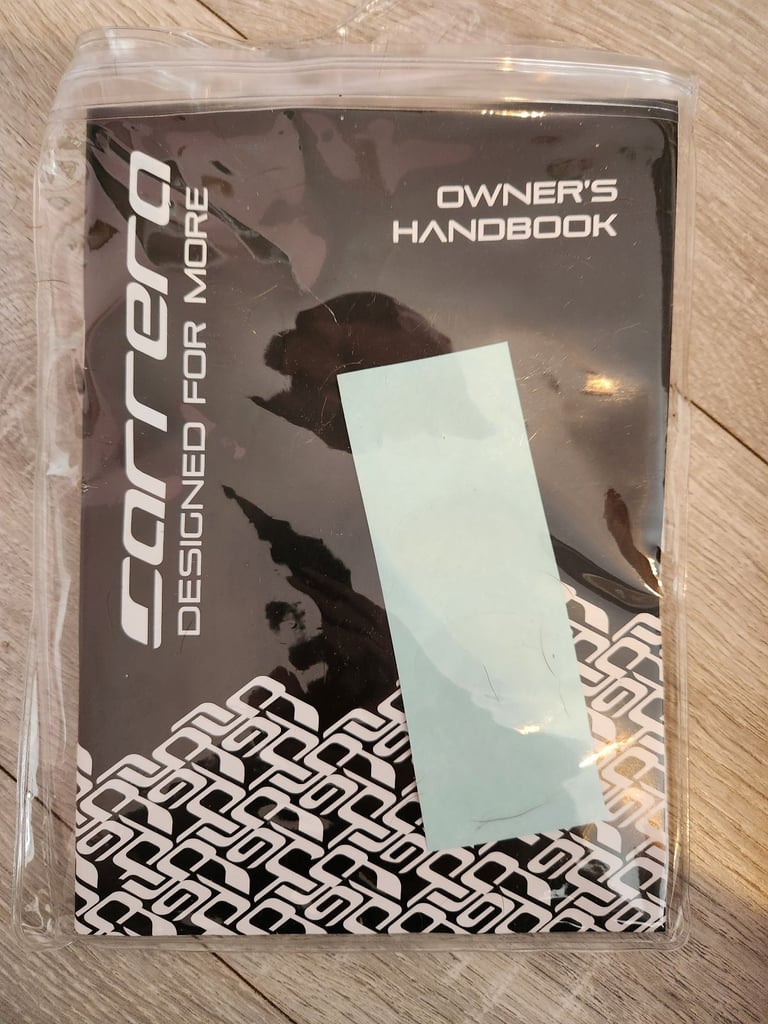 OWNER'S
HANDBOOK
carrera
DESIGNED FOR MORE